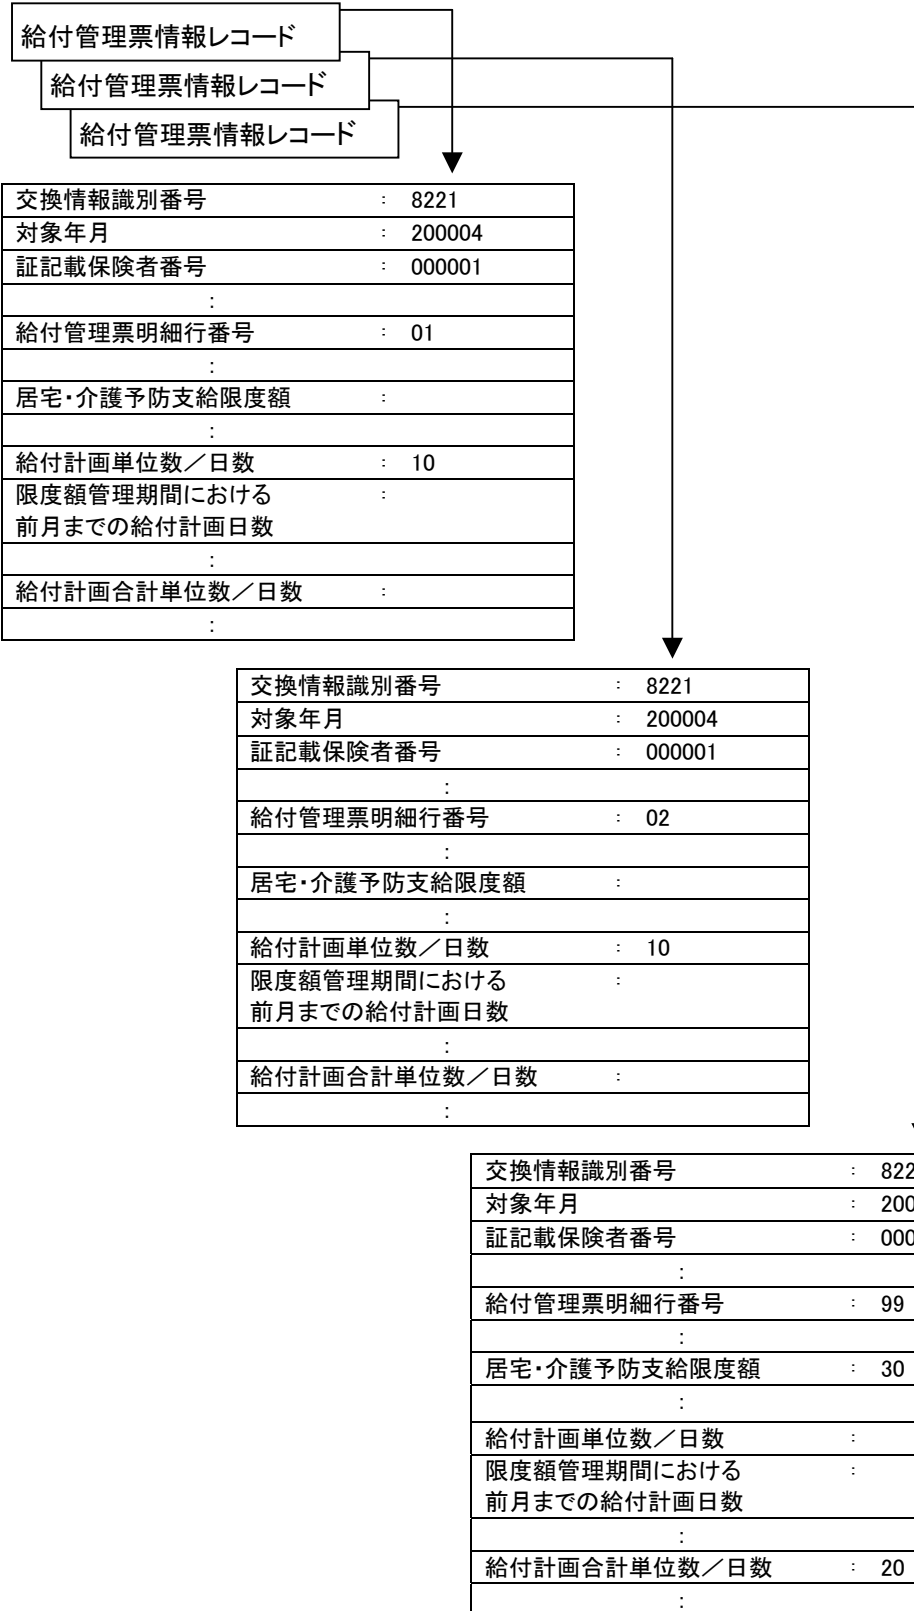 給付管理票情報レコード
給付管理票情報レコード
給付管理票情報レコード
交換情報識別番号 : 8221
対象年月 : 200004
証記載保険者番号 : 000001
:
給付管理票明細行番号 : 01
:
居宅・介護予防支給限度額 :
:
給付計画単位数／日数 : 10
限度額管理期間における :
前月までの給付計画日数
:
給付計画合計単位数／日数 :
:
交換情報識別番号 : 8221
対象年月 : 200004
証記載保険者番号 : 000001
:
給付管理票明細行番号 : 02
:
居宅・介護予防支給限度額 :
:
給付計画単位数／日数 : 10
限度額管理期間における :
前月までの給付計画日数
:
給付計画合計単位数／日数 :
:
交換情報識別番号 : 822
対象年月 : 200
証記載保険者番号 : 000
:
給付管理票明細行番号 : 99
:
居宅・介護予防支給限度額 : 30
:
給付計画単位数／日数 :
限度額管理期間における :
前月までの給付計画日数
:
給付計画合計単位数／日数 : 20
: